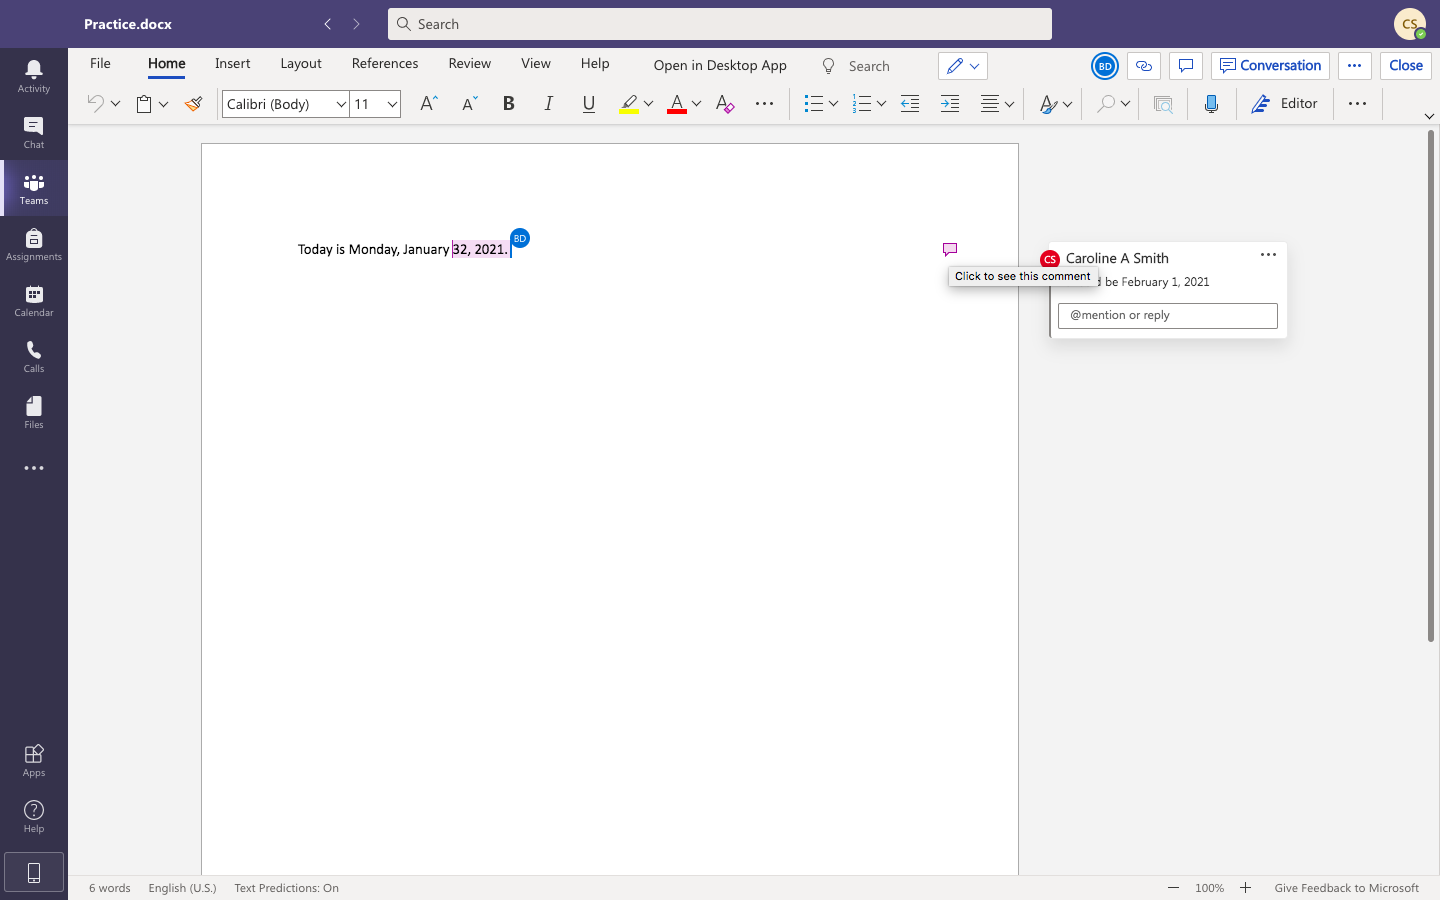 Practice.docx
Search
CS
Activity
Chat
Teams
Assignments
Calendar
Calls
Files
Apps
Help
File Home Insert Layout References Review View Help Open in Desktop App Search
BD Conversation Close
Calibri (Body) 11 A A B I U A A Editor
Today is Monday, January 32, 2021.
BD
CS Caroline A Smith
Click to see this comment
be February 1, 2021
@mention or reply
6 words English (U.S.) Text Predictions: On 100% Give Feedback to Microsoft